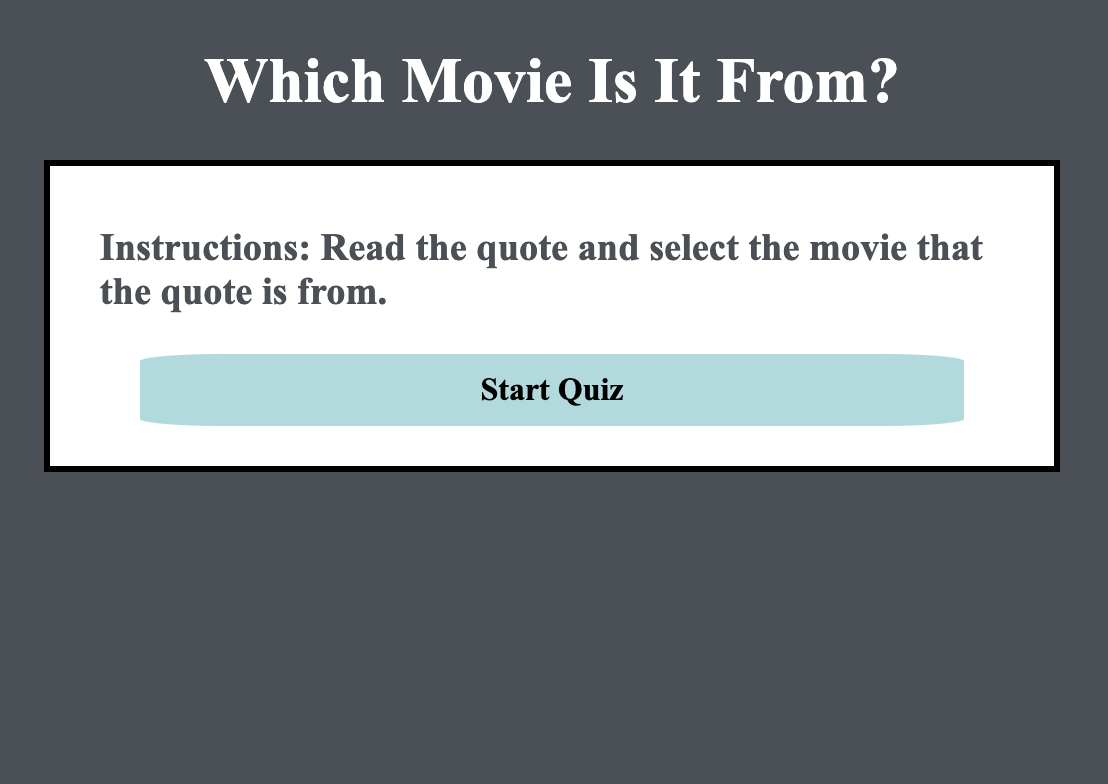 Which Movie Is It From?
Instructions: Read the quote and select the movie that
the quote is from.
Start Quiz